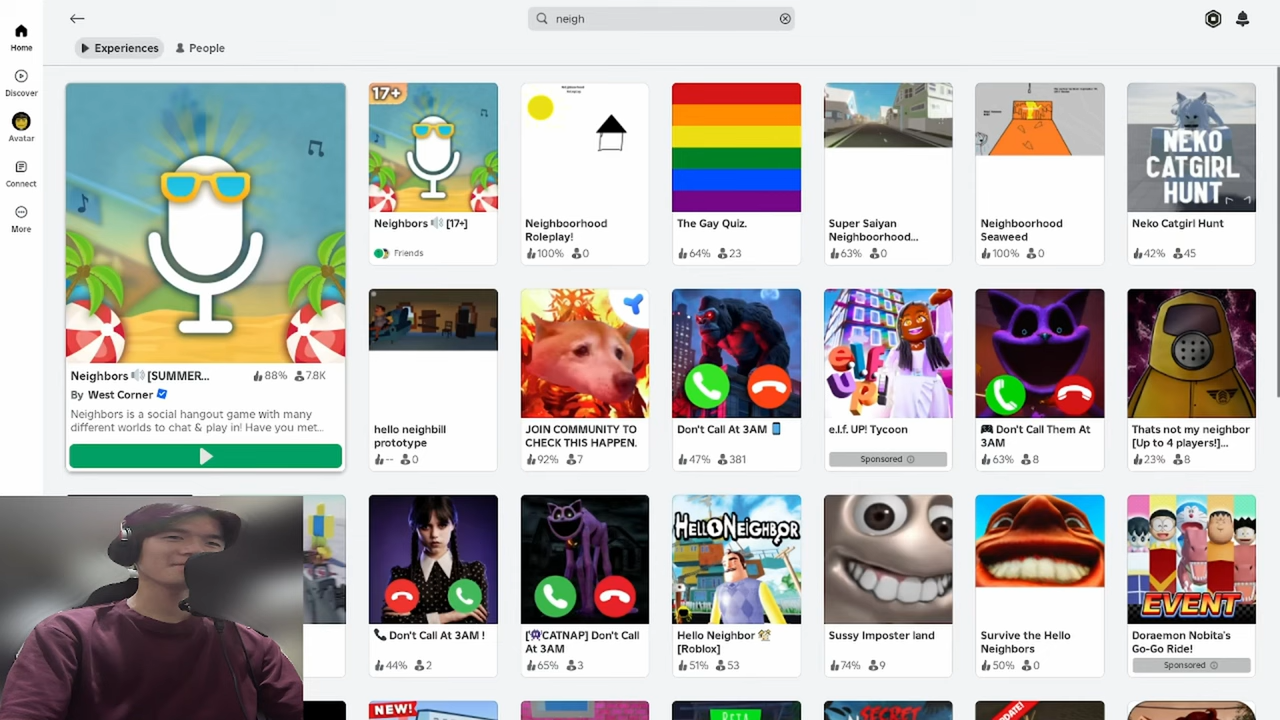 neigh
Experiences
People
Home
Discover
Avatar
Connect
More
Neighbors 🔊 [SUMMER...
88% 7.8K
By West Corner
Neighbors is a social hangout game with many
different worlds to chat & play in! Have you met...
17+
Neighbors 🔊 [17+]
Friends
Neighboorhood
Roleplay!
100% 0
The Gay Quiz.
64% 23
Super Saiyan
Neighboorhood...
63% 0
Neighboorhood
Seaweed
100% 0
NEKO
CATGIRL
HUNT
Neko Catgirl Hunt
42% 45
hello neighbill
prototype
-- 0
JOIN COMMUNITY TO
CHECK THIS HAPPEN.
92% 7
Don't Call At 3AM 📱
47% 381
e.l.f. UP!
e.l.f. UP! Tycoon
Sponsored
🎮 Don't Call Them At
3AM
63% 8
Thats not my neighbor
[Up to 4 players!]...
23% 8
📞 Don't Call At 3AM !
44% 2
[👾CATNAP] Don't Call
At 3AM
65% 3
HELLO NEIGHBOR
Hello Neighbor 🏚
[Roblox]
51% 53
Sussy Imposter land
74% 9
Survive the Hello
Neighbors
50% 0
EVENT
Doraemon Nobita's
Go-Go Ride!
Sponsored
NEW!
BETA
SECRET